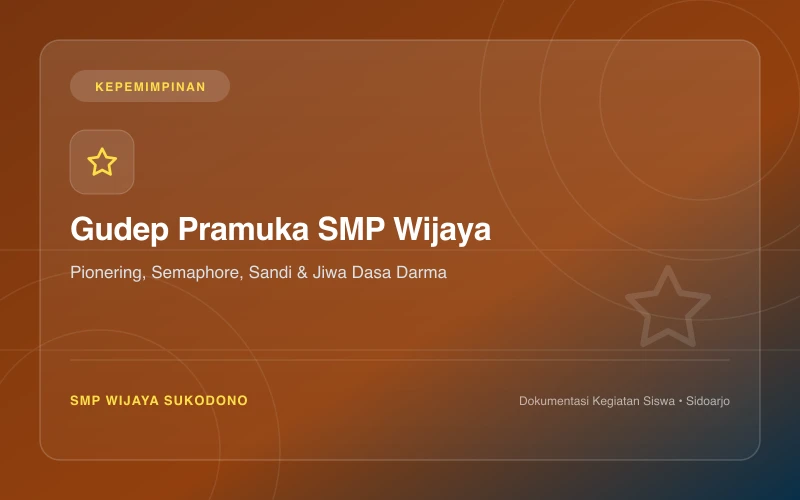 KEPEMIMPINAN
Gudep Pramuka SMP Wijaya
Pionering, Semaphore, Sandi & Jiwa Dasa Darma
SMP WIJAYA SUKODONO
Dokumentasi Kegiatan Siswa • Sidoarjo